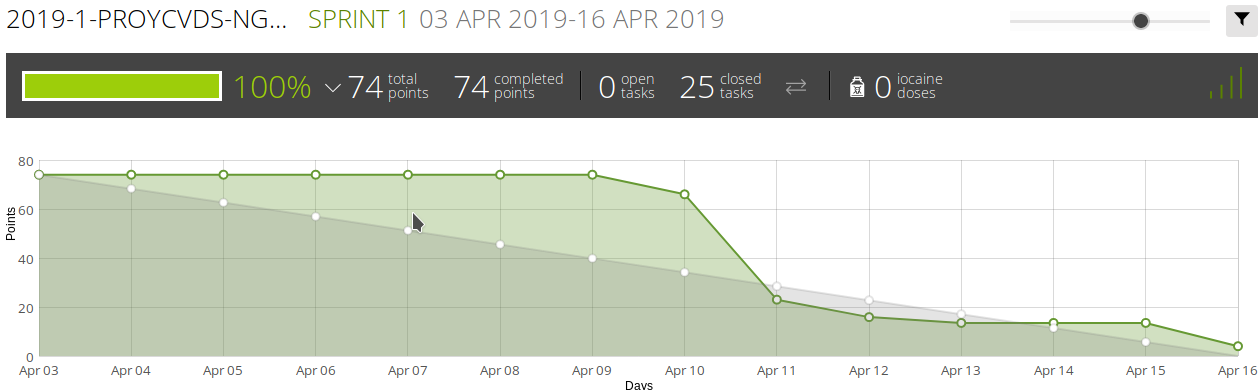 2019-1-PROYCVDS-NG... SPRINT 1 03 APR 2019-16 APR 2019
100% 74 total points 74 completed points 0 open tasks 25 closed tasks 0 iocaine doses
80
60
40
20
0
Points
Apr 03 Apr 04 Apr 05 Apr 06 Apr 07 Apr 08 Apr 09 Apr 10 Apr 11 Apr 12 Apr 13 Apr 14 Apr 15 Apr 16
Days